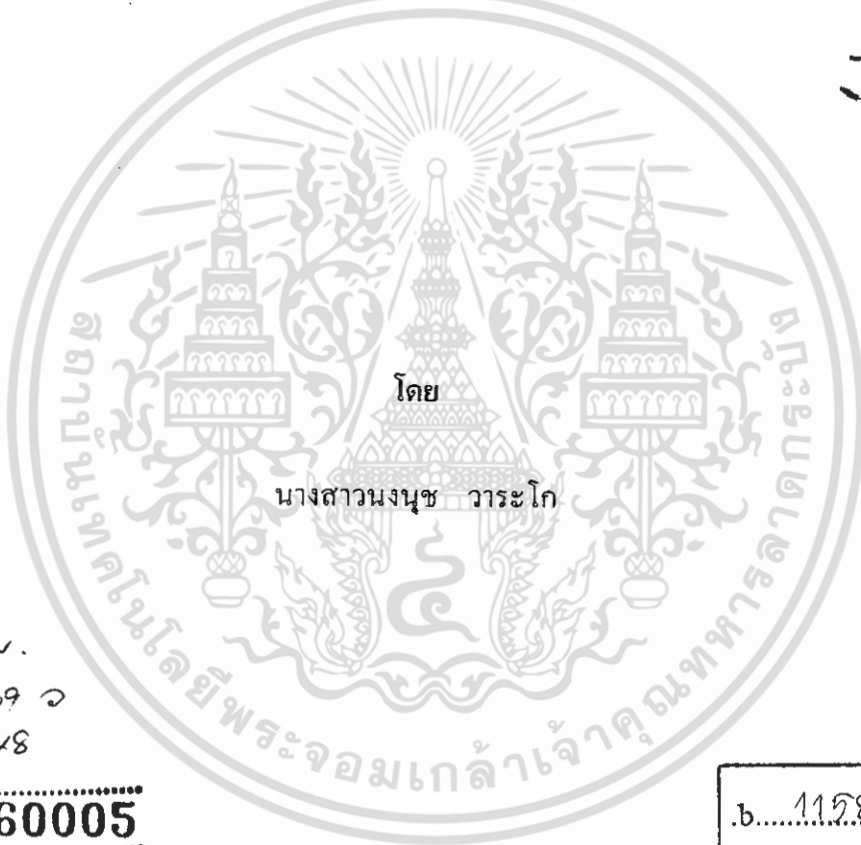 โดย
นางสาวนงนุช วาระโก
สถาบันเทคโนโลยีพระจอมเกล้าเจ้าคุณทหารลาดกระบัง
60005
.b.....1158